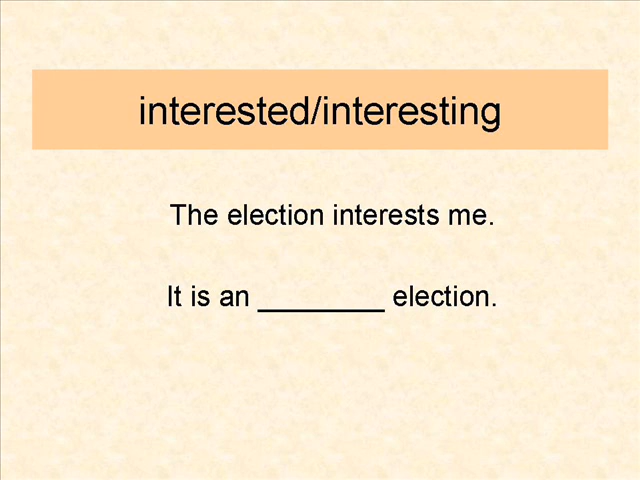 interested/interesting
The election interests me.
It is an ________ election.